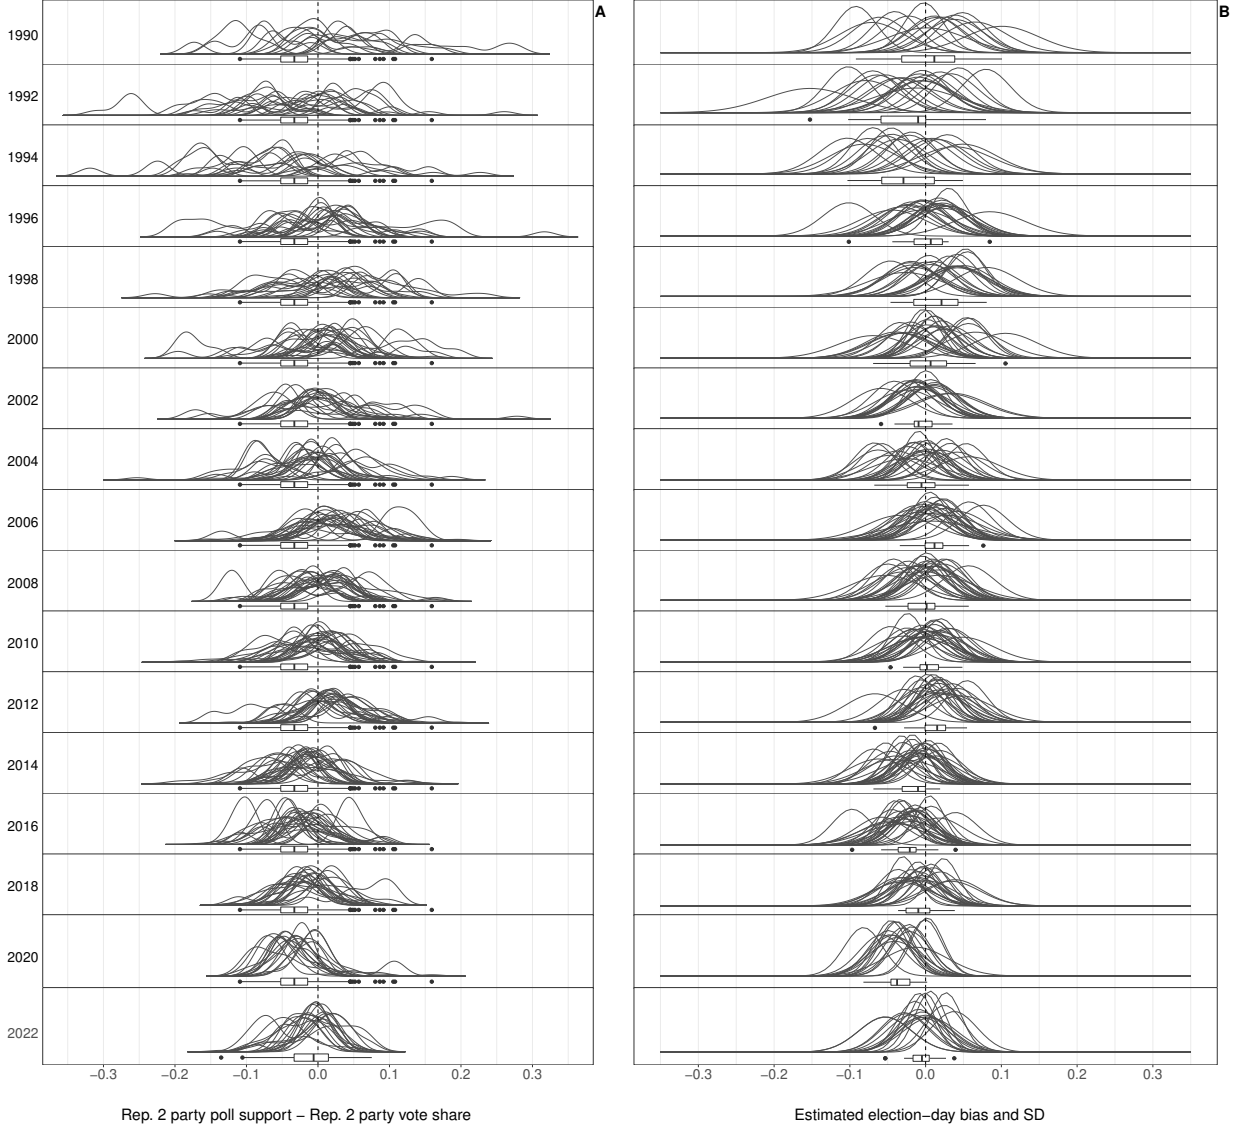 A
B
1990
1992
1994
1996
1998
2000
2002
2004
2006
2008
2010
2012
2014
2016
2018
2020
2022
−0.3 −0.2 −0.1 0.0 0.1 0.2 0.3
−0.3 −0.2 −0.1 0.0 0.1 0.2 0.3
Rep. 2 party poll support − Rep. 2 party vote share
Estimated election−day bias and SD